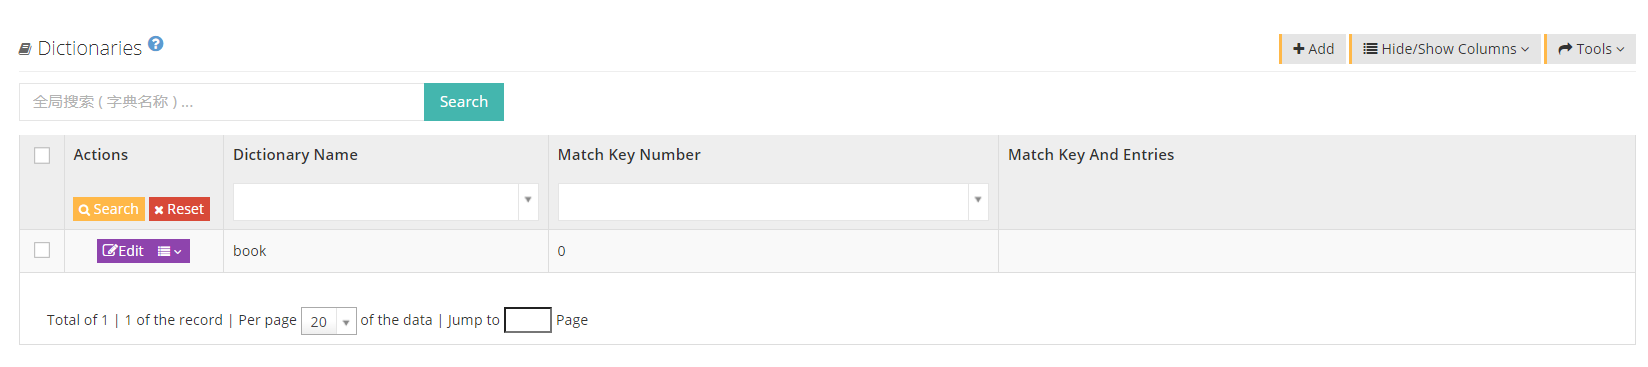 Dictionaries ?
Add Hide/Show Columns Tools
全局搜索 ( 字典名称 ) ... Search
Actions Dictionary Name Match Key Number Match Key And Entries
Search Reset
Edit book 0
Total of 1 | 1 of the record | Per page 20 of the data | Jump to Page